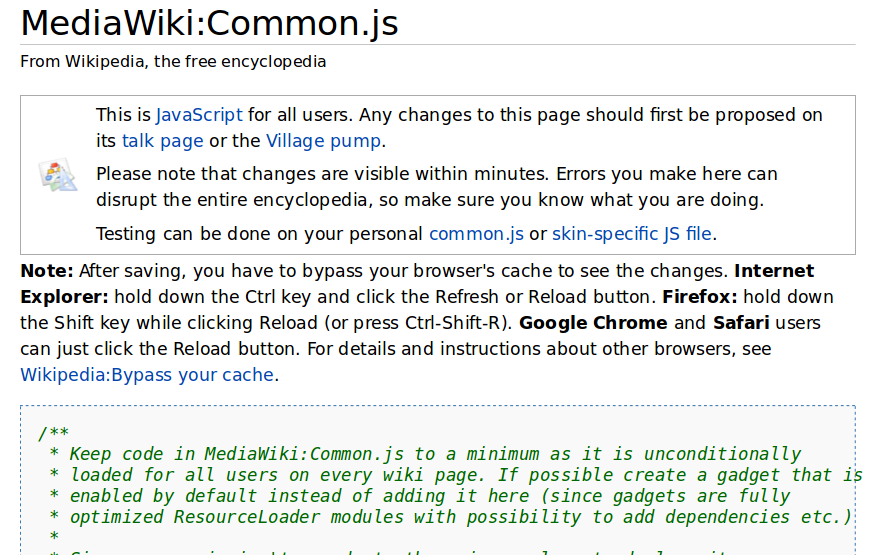 MediaWiki:Common.js
From Wikipedia, the free encyclopedia
This is JavaScript for all users. Any changes to this page should first be proposed on
its talk page or the Village pump.
Please note that changes are visible within minutes. Errors you make here can
disrupt the entire encyclopedia, so make sure you know what you are doing.
Testing can be done on your personal common.js or skin-specific JS file.
Note: After saving, you have to bypass your browser's cache to see the changes. Internet
Explorer: hold down the Ctrl key and click the Refresh or Reload button. Firefox: hold down
the Shift key while clicking Reload (or press Ctrl-Shift-R). Google Chrome and Safari users
can just click the Reload button. For details and instructions about other browsers, see
Wikipedia:Bypass your cache.
/**
 * Keep code in MediaWiki:Common.js to a minimum as it is unconditionally
 * loaded for all users on every wiki page. If possible create a gadget that is
 * enabled by default instead of adding it here (since gadgets are fully
 * optimized ResourceLoader modules with possibility to add dependencies etc.)
 *